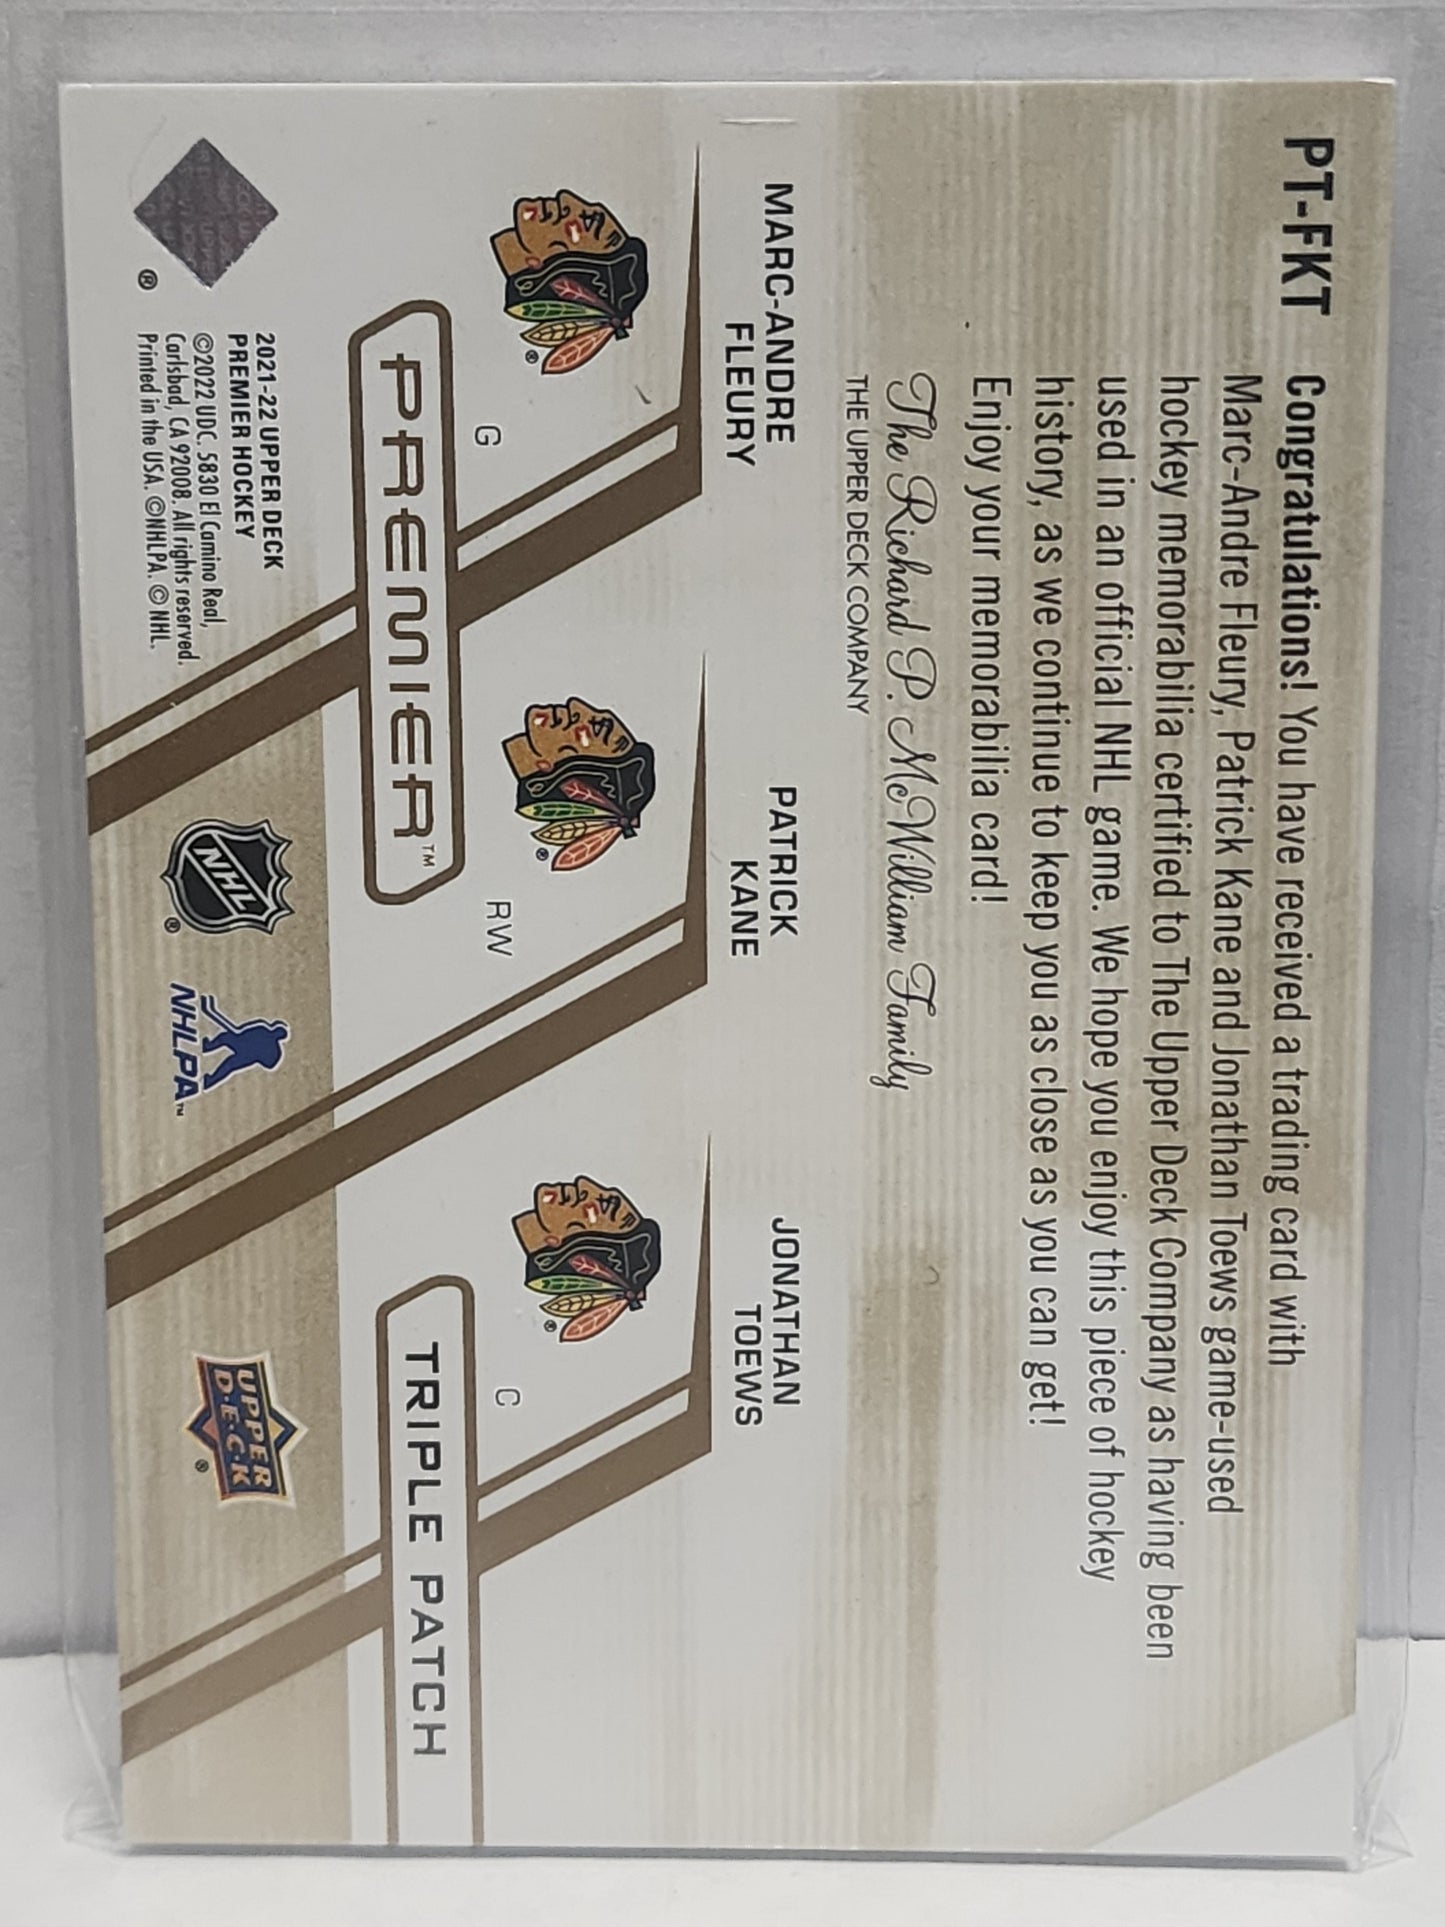 PT-FKT
Congratulations! You have received a trading card with
Marc-Andre Fleury, Patrick Kane and Jonathan Toews game-used
hockey memorabilia certified to The Upper Deck Company as having been
used in an official NHL game. We hope you enjoy this piece of hockey
history, as we continue to keep you as close as you can get!
Enjoy your memorabilia card!
The Richard P. McWilliam Family
THE UPPER DECK COMPANY
MARC-ANDRE
FLEURY
PATRICK
KANE
JONATHAN
TOEWS
®
®
®
G
RW
C
PREMIER™
TRIPLE PATCH
2021-22 UPPER DECK
PREMIER HOCKEY
©2022 UDC. 5830 El Camino Real,
Carlsbad, CA 92008. All rights reserved.
Printed in the USA. ©NHLPA. © NHL.
®
NHL®
NHLPA™
UPPER
D.E.C.K
®